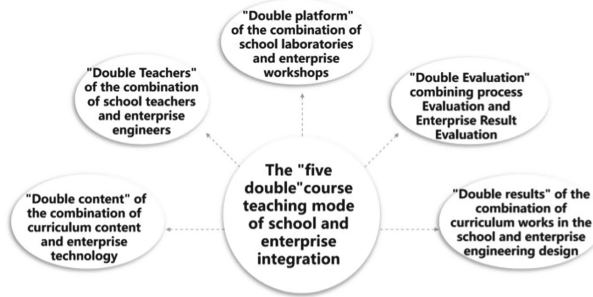 "Double platform"
of the combination of
school laboratories
and enterprise
workshops
"Double Teachers"
of the combination
of school teachers
and enterprise
engineers
"Double Evaluation"
combining process
Evaluation and
Enterprise Result
Evaluation
The "five
double"course
teaching mode
of school and
enterprise
integration
"Double content" of
the combination of
curriculum content
and enterprise
technology
"Double results" of the
combination of
curriculum works in the
school and enterprise
engineering design